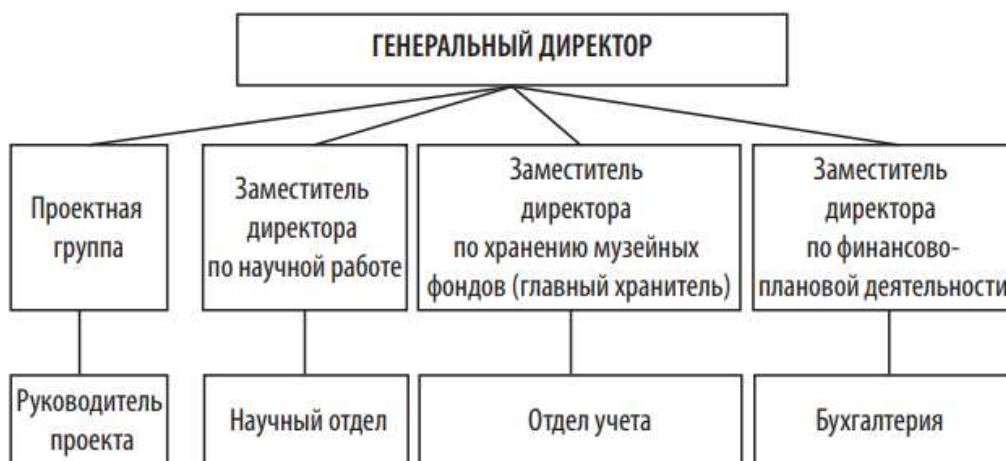 ГЕНЕРАЛЬНЫЙ ДИРЕКТОР
Проектная
группа
Заместитель
директора
по научной работе
Заместитель
директора
по хранению музейных
фондов (главный хранитель)
Заместитель
директора
по финансово-
плановой деятельности
Руководитель
проекта
Научный отдел
Отдел учета
Бухгалтерия